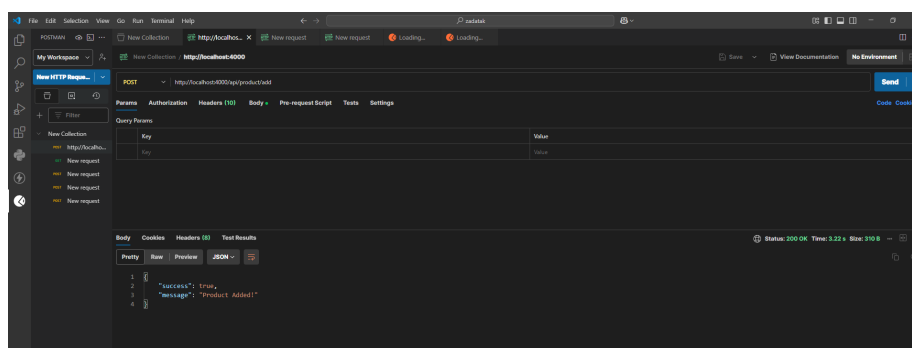 File Edit Selection View Go Run Terminal Help
zadatak
POSTMAN
New Collection
http://localhos...
New request
New request
Loading...
Loading...
My Workspace
New Collection / http://localhost:4000
Save
View Documentation
No Environment
New HTTP Reque...
POST
http://localhost:4000/api/product/add
Send
Params Authorization Headers (10) Body Pre-request Script Tests Settings
Code Cooki
Filter
Query Params
New Collection
Key Value
POST http://localho...
Key Value
New request
POST New request
POST New request
POST New request
Body Cookies Headers (8) Test Results
Status: 200 OK Time: 3.22 s Size: 310 B
Pretty Raw Preview JSON
1 {
2 "success": true,
3 "message": "Product Added!"
4 }